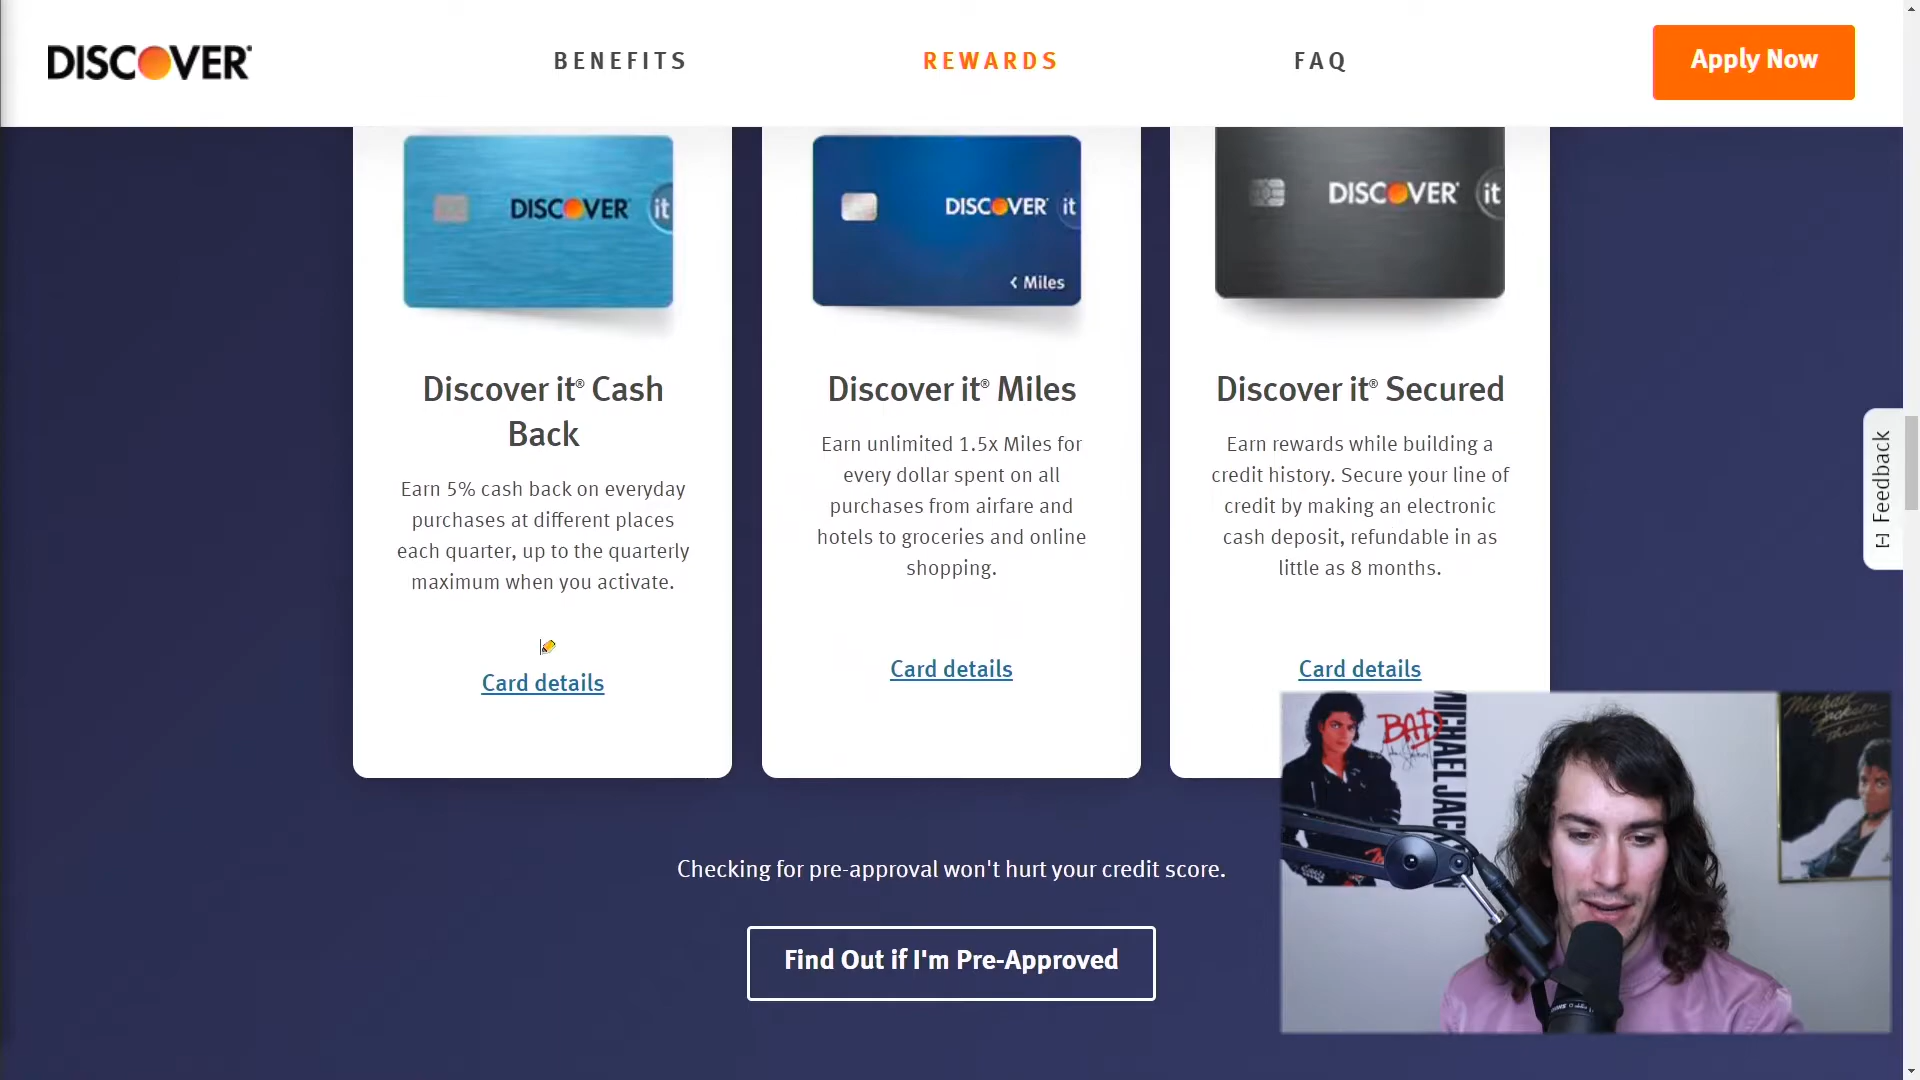 DISCOVER
BENEFITS
REWARDS
FAQ
Apply Now
DISCOVER it
DISCOVER it
< Miles
DISCOVER it
Discover it® Cash
Back
Earn 5% cash back on everyday
purchases at different places
each quarter, up to the quarterly
maximum when you activate.
Card details
Discover it® Miles
Earn unlimited 1.5x Miles for
every dollar spent on all
purchases from airfare and
hotels to groceries and online
shopping.
Card details
Discover it® Secured
Earn rewards while building a
credit history. Secure your line of
credit by making an electronic
cash deposit, refundable in as
little as 8 months.
Card details
[-] Feedback
Checking for pre-approval won't hurt your credit score.
Find Out if I'm Pre-Approved
BAD
MICHAEL JACK
Michael
Jackson
Thriller